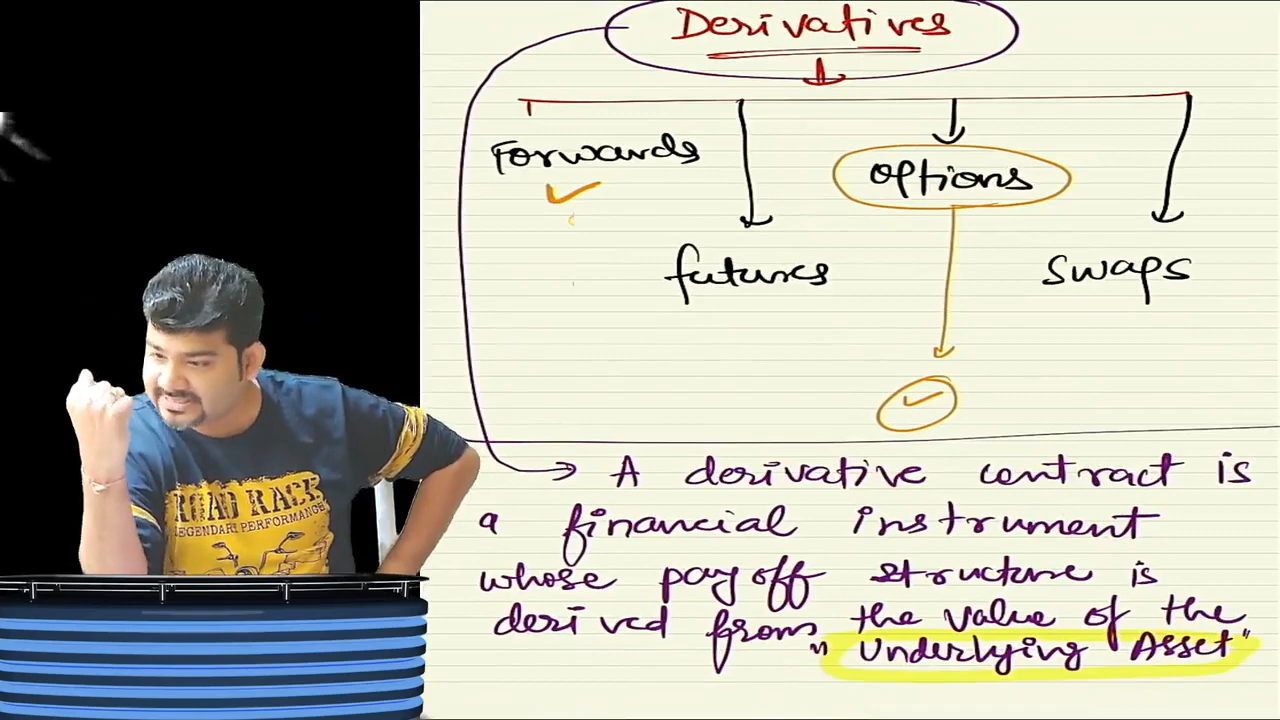 Derivatives
Forwards
options
futures
swaps
A derivative contract is
a financial instrument
whose payoff structure is
derived from the value of the
"Underlying Asset"
ROAD RACE
LEGENDARY PERFORMANCE